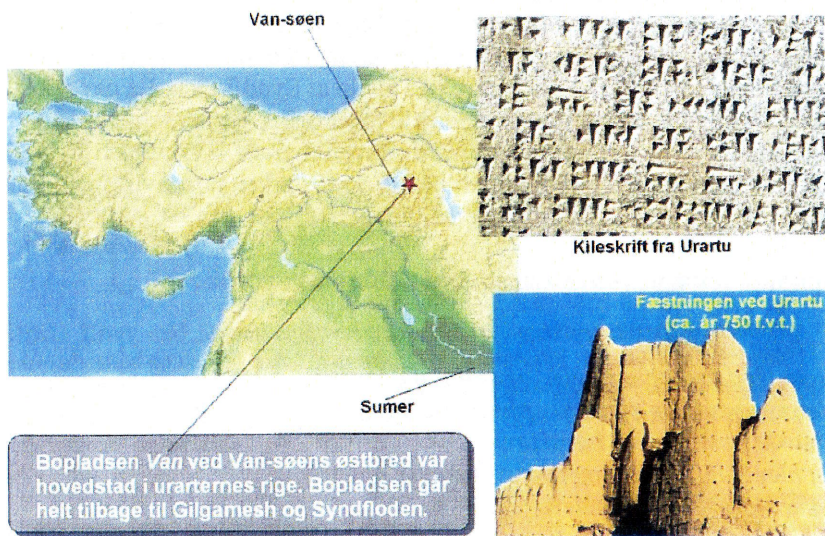 Van-søen
Kileskrift fra Urartu
Fæstningen ved Urartu
(ca. år 750 f.v.t.)
Sumer
Bopladsen Van ved Van-søens østbred var
hovedstad i urarternes rige. Bopladsen går
helt tilbage til Gilgamesh og Syndfloden.